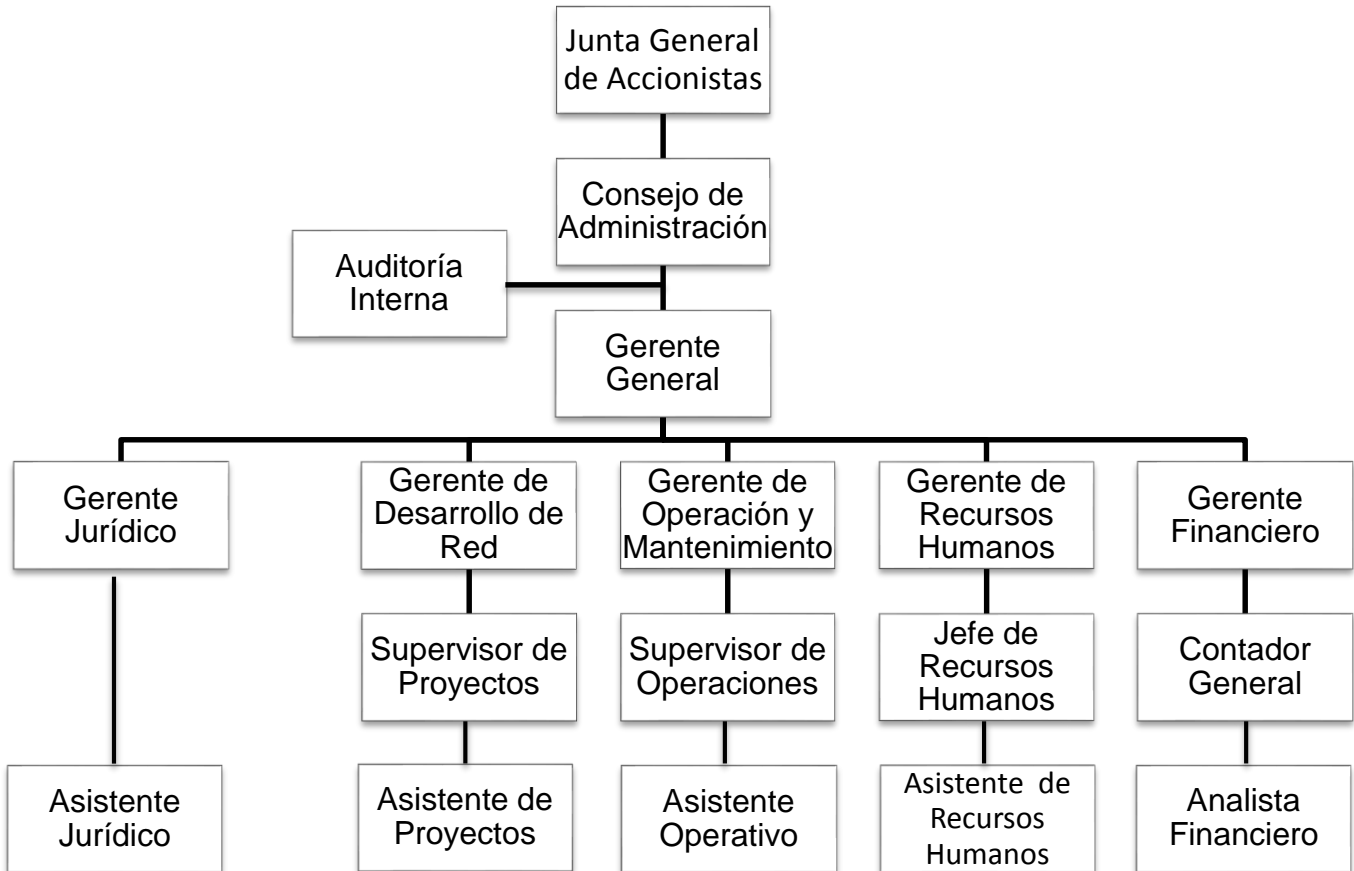 Junta General
de Accionistas
Consejo de
Administración
Auditoría
Interna
Gerente
General
Gerente
Jurídico
Gerente de
Desarrollo de
Red
Gerente de
Operación y
Mantenimiento
Gerente de
Recursos
Humanos
Gerente
Financiero
Supervisor de
Proyectos
Supervisor de
Operaciones
Jefe de
Recursos
Humanos
Contador
General
Asistente
Jurídico
Asistente de
Proyectos
Asistente
Operativo
Asistente  de
Recursos
Humanos
Analista
Financiero